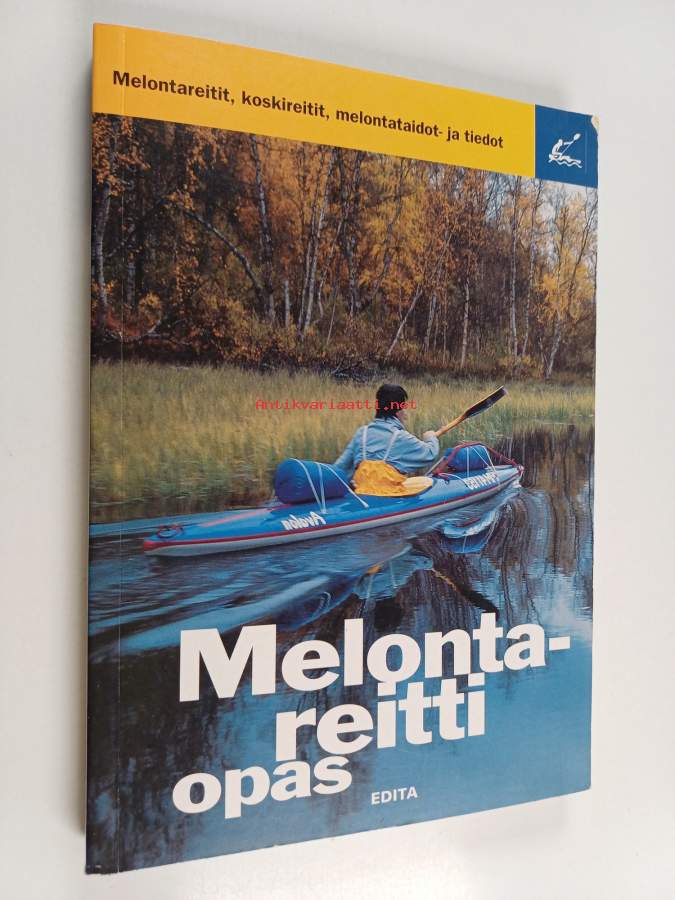 Melontareitit, koskireitit, melontataidot- ja tiedot
Antikvariaatti.net
Melonta-
reitti
opas
EDITA